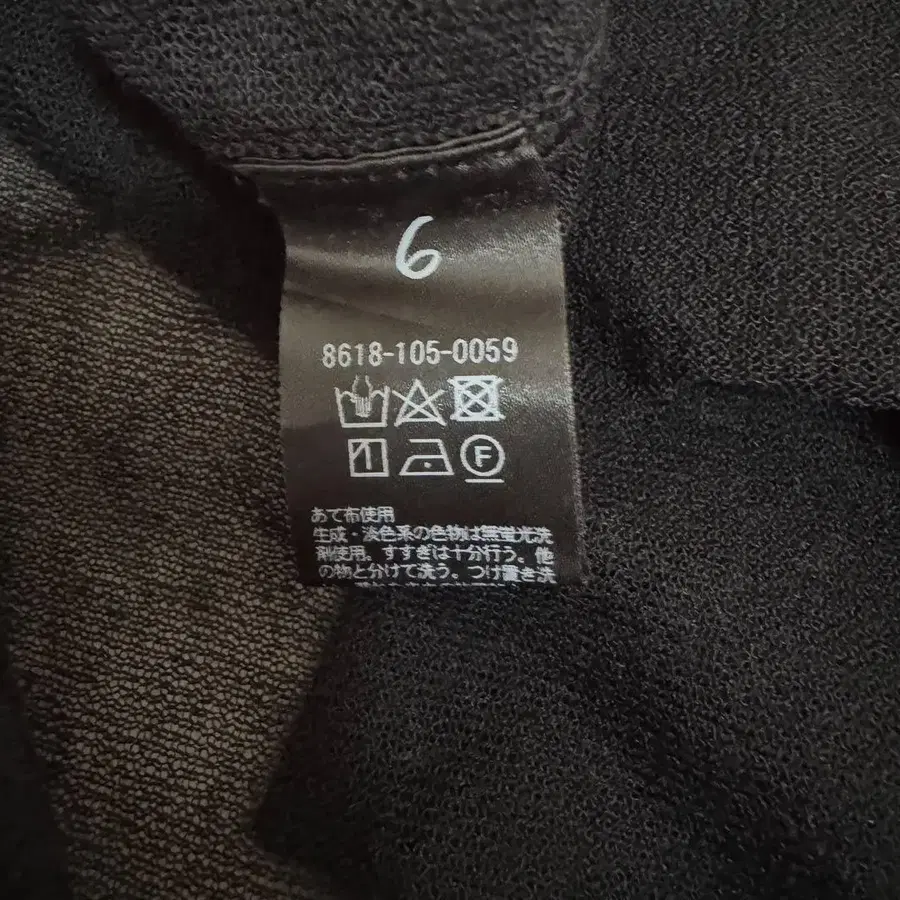 6
8618-105-0059
F
あて布使用
生成・淡色系の色物は無蛍光洗
剤使用。すすぎは十分行う。他
の物と分けて洗う。つけ置き洗